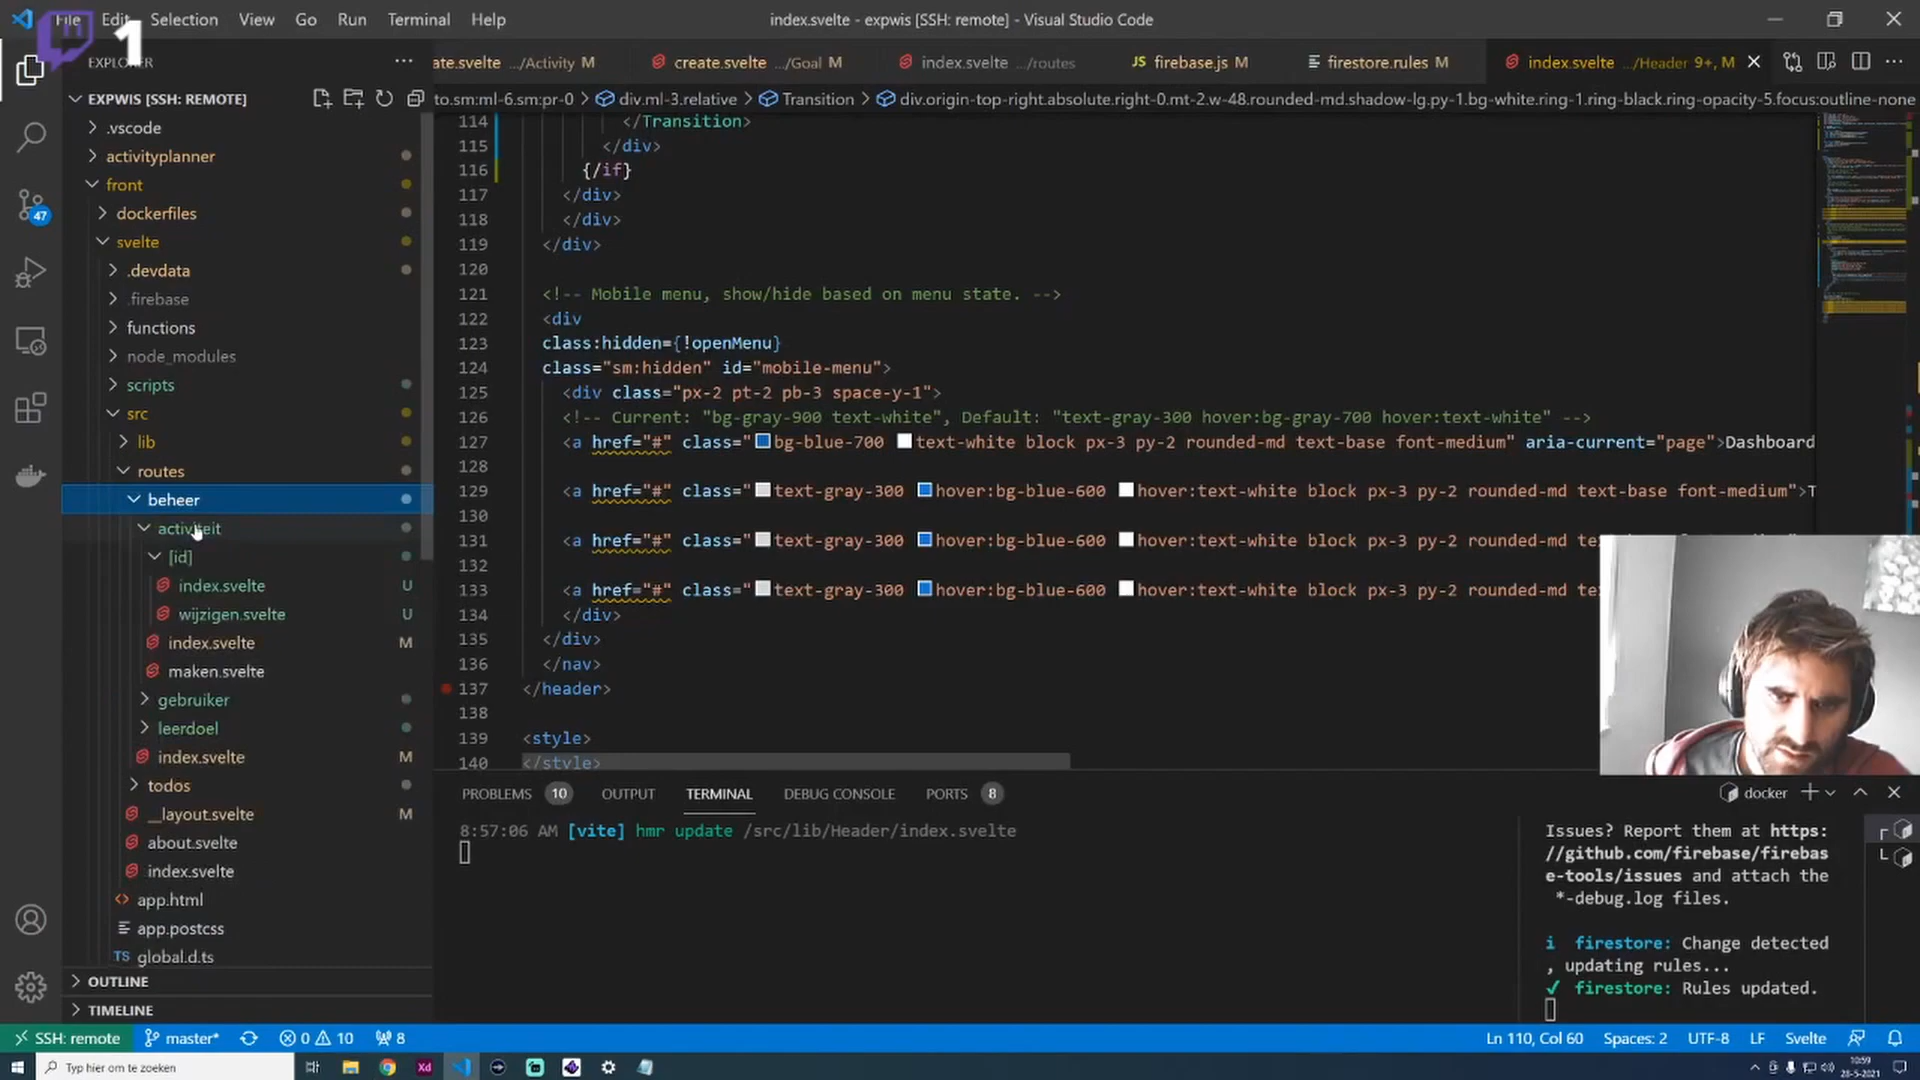 1
File Edit Selection View Go Run Terminal Help
index.svelte - expwis [SSH: remote] - Visual Studio Code
EXPLORER
ate.svelte .../Activity M
create.svelte .../Goal M
index.svelte .../routes
firebase.js M
firestore.rules M
index.svelte .../Header 9+, M
EXPWIS [SSH: REMOTE]
to.sm:ml-6.sm:pr-0 > div.ml-3.relative > Transition > div.origin-top-right.absolute.right-0.mt-2.w-48.rounded-md.shadow-lg.py-1.bg-white.ring-1.ring-black.ring-opacity-5.focus:outline-none
.vscode
activityplanner
front
dockerfiles
svelte
.devdata
.firebase
functions
node_modules
scripts
src
lib
routes
beheer
activiteit
[id]
index.svelte U
wijzigen.svelte U
index.svelte M
maken.svelte
gebruiker
leerdoel
index.svelte M
todos
__layout.svelte M
about.svelte
index.svelte
app.html
app.postcss
global.d.ts
OUTLINE
TIMELINE
47
114 </Transition>
115 </div>
116 {/if}
117 </div>
118 </div>
119 </div>
120
121 <!-- Mobile menu, show/hide based on menu state. -->
122 <div
123 class:hidden={!openMenu}
124 class="sm:hidden" id="mobile-menu">
125 <div class="px-2 pt-2 pb-3 space-y-1">
126 <!-- Current: "bg-gray-900 text-white", Default: "text-gray-300 hover:bg-gray-700 hover:text-white" -->
127 <a href="#" class="bg-blue-700 text-white block px-3 py-2 rounded-md text-base font-medium" aria-current="page">Dashboard
128
129 <a href="#" class="text-gray-300 hover:bg-blue-600 hover:text-white block px-3 py-2 rounded-md text-base font-medium">T
130
131 <a href="#" class="text-gray-300 hover:bg-blue-600 hover:text-white block px-3 py-2 rounded-md
132
133 <a href="#" class="text-gray-300 hover:bg-blue-600 hover:text-white block px-3 py-2 rounded-md te
134 </div>
135 </div>
136 </nav>
137 </header>
138
139 <style>
140 </style>
PROBLEMS 10 OUTPUT TERMINAL DEBUG CONSOLE PORTS 8
docker
8:57:06 AM [vite] hmr update /src/lib/Header/index.svelte
Issues? Report them at https:
//github.com/firebase/firebas
e-tools/issues and attach the
*-debug.log files.
i firestore: Change detected
, updating rules...
✓ firestore: Rules updated.
SSH: remote master* 0 10 8
Ln 110, Col 60 Spaces: 2 UTF-8 LF Svelte
Typ hier om te zoeken
Xd
10:59
28-5-2021